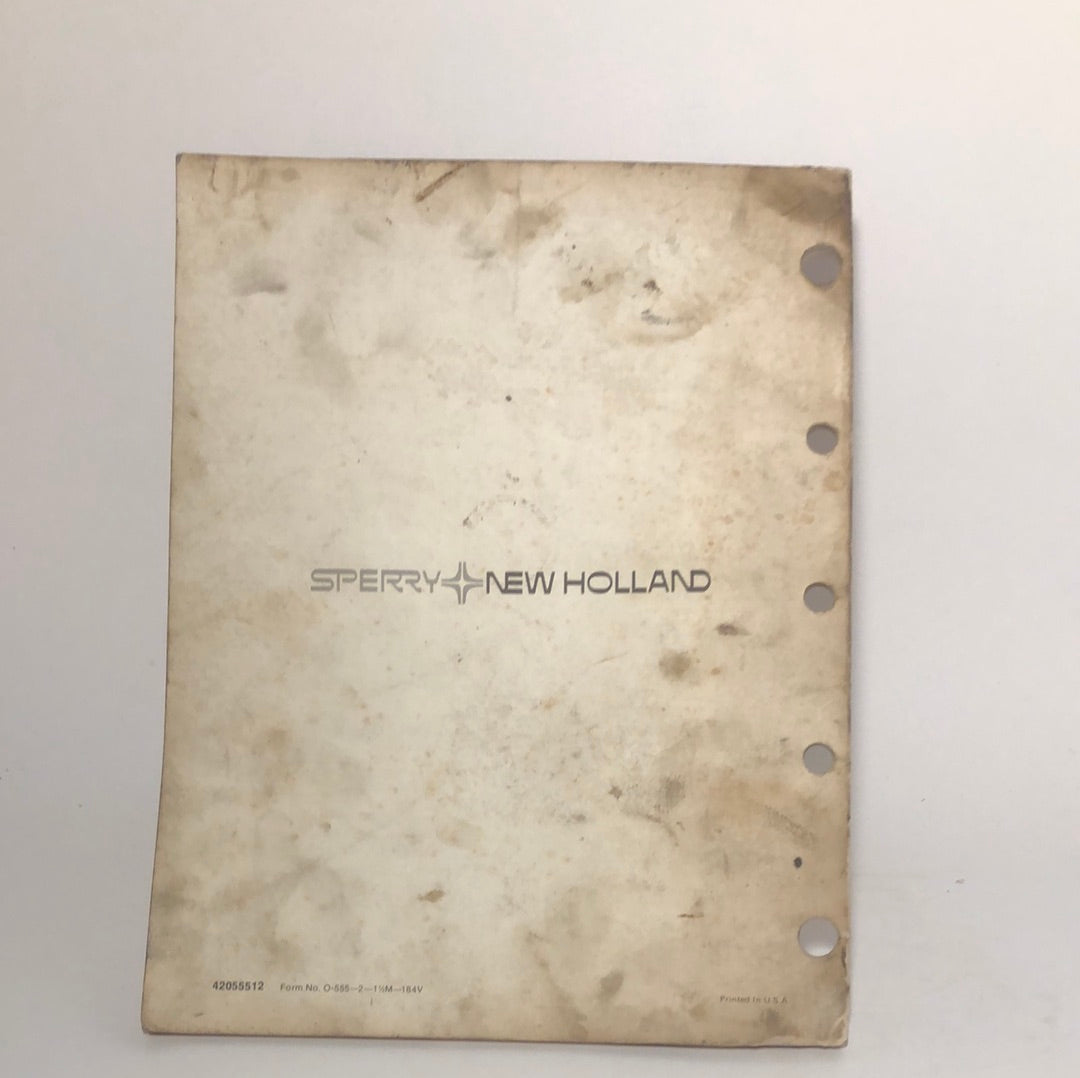 SPERRY NEW HOLLAND
42055512 Form No. O-555—2—1½M—184V
Printed In U S A